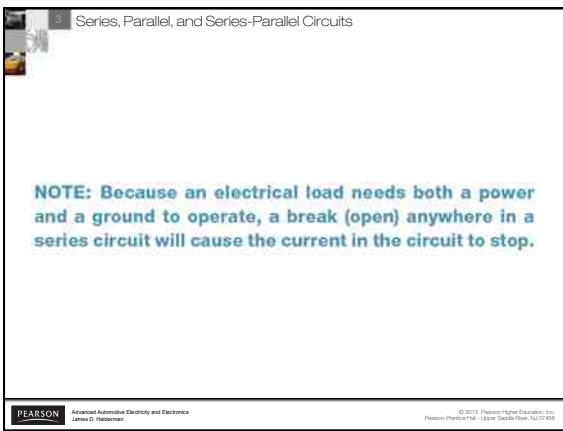 3 Series, Parallel, and Series-Parallel Circuits
NOTE: Because an electrical load needs both a power
and a ground to operate, a break (open) anywhere in a
series circuit will cause the current in the circuit to stop.
PEARSON
Advanced Automotive Electricity and Electronics
James D. Halderman
© 2013 Pearson Higher Education, Inc.
Pearson Prentice Hall - Upper Saddle River, NJ 07458